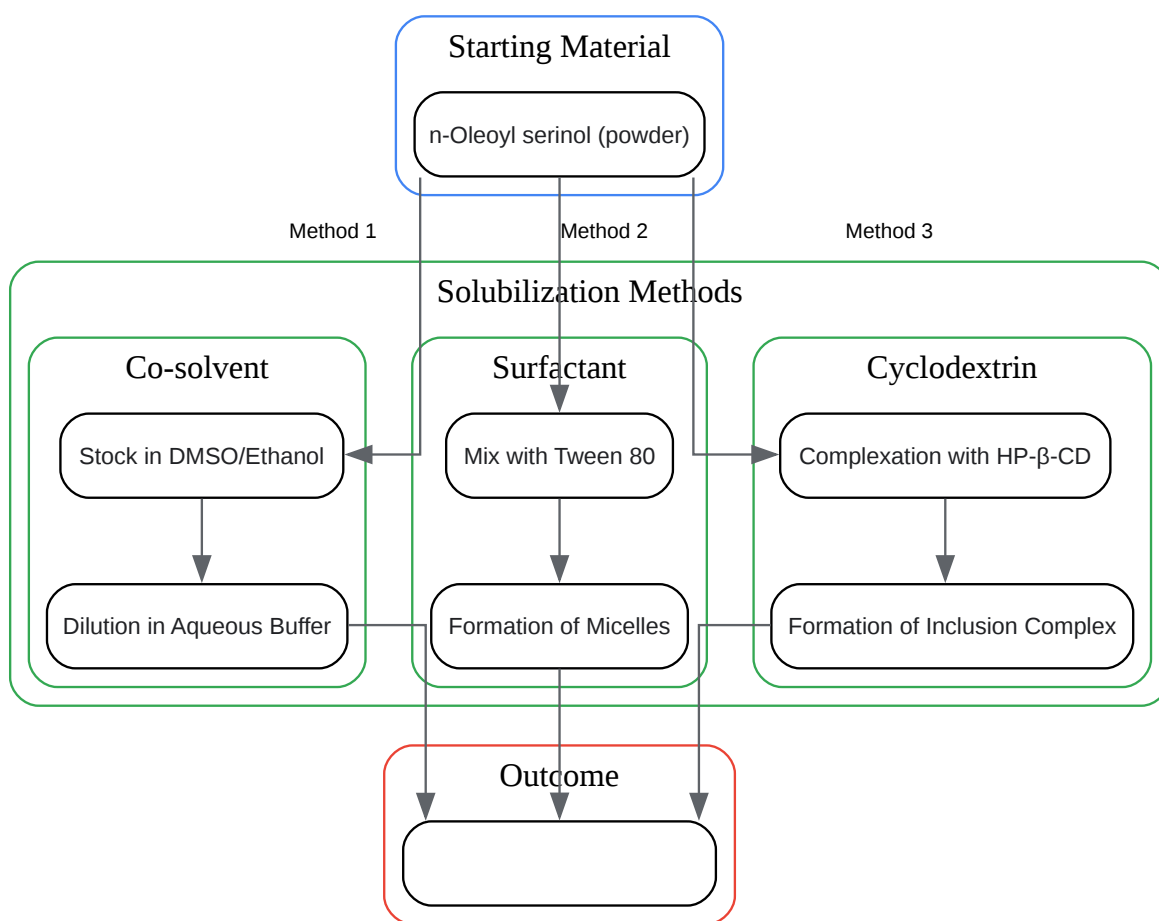 Starting Material
n-Oleoyl serinol (powder)
Method 1
Method 2
Method 3
Solubilization Methods
Co-solvent
Surfactant
Cyclodextrin
Stock in DMSO/Ethanol
Mix with Tween 80
Complexation with HP-β-CD
Dilution in Aqueous Buffer
Formation of Micelles
Formation of Inclusion Complex
Outcome